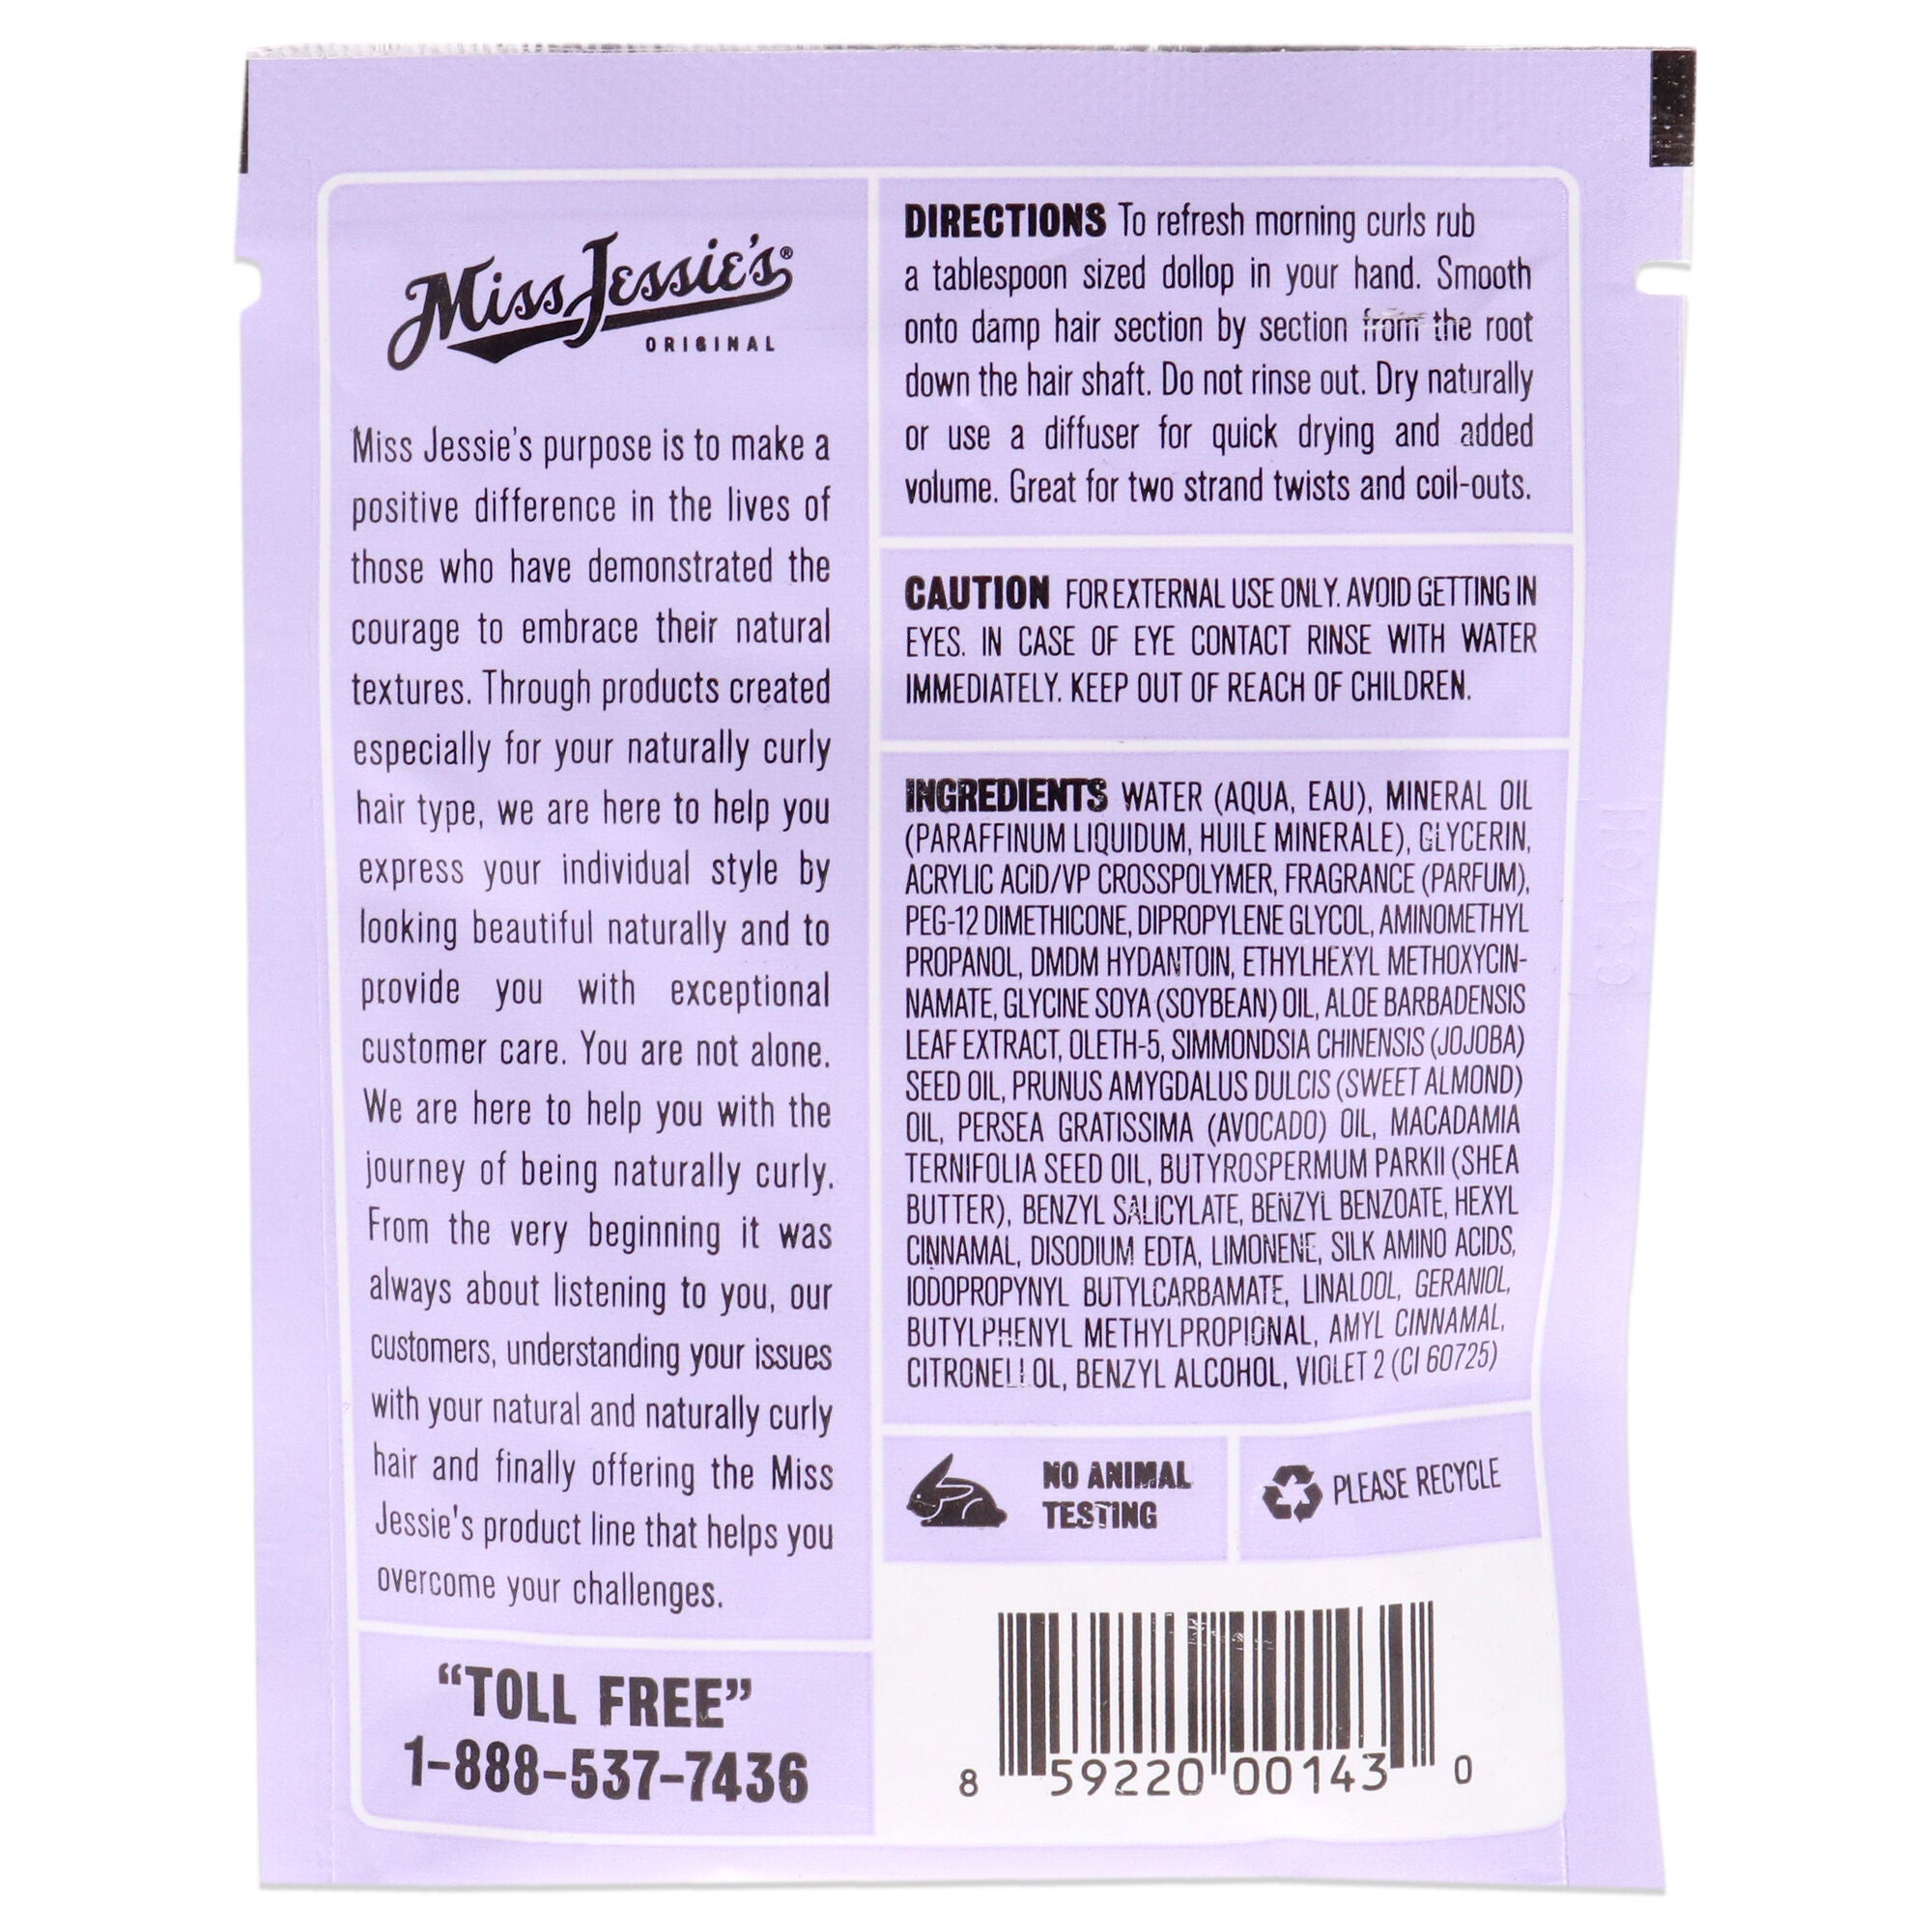 Miss Jessie's®
ORIGINAL
Miss Jessie's purpose is to make a
positive difference in the lives of
those who have demonstrated the
courage to embrace their natural
textures. Through products created
especially for your naturally curly
hair type, we are here to help you
express your individual style by
looking beautiful naturally and to
provide you with exceptional
customer care. You are not alone.
We are here to help you with the
journey of being naturally curly.
From the very beginning it was
always about listening to you, our
customers, understanding your issues
with your natural and naturally curly
hair and finally offering the Miss
Jessie's product line that helps you
overcome your challenges.
“TOLL FREE”
1-888-537-7436
DIRECTIONS To refresh morning curls rub
a tablespoon sized dollop in your hand. Smooth
onto damp hair section by section from the root
down the hair shaft. Do not rinse out. Dry naturally
or use a diffuser for quick drying and added
volume. Great for two strand twists and coil-outs.
CAUTION FOR EXTERNAL USE ONLY. AVOID GETTING IN
EYES. IN CASE OF EYE CONTACT RINSE WITH WATER
IMMEDIATELY. KEEP OUT OF REACH OF CHILDREN.
INGREDIENTS WATER (AQUA, EAU), MINERAL OIL
(PARAFFINUM LIQUIDUM, HUILE MINERALE), GLYCERIN,
ACRYLIC ACID/VP CROSSPOLYMER, FRAGRANCE (PARFUM),
PEG-12 DIMETHICONE, DIPROPYLENE GLYCOL, AMINOMETHYL
PROPANOL, DMDM HYDANTOIN, ETHYLHEXYL METHOXYCIN-
NAMATE, GLYCINE SOYA (SOYBEAN) OIL, ALOE BARBADENSIS
LEAF EXTRACT, OLETH-5, SIMMONDSIA CHINENSIS (JOJOBA)
SEED OIL, PRUNUS AMYGDALUS DULCIS (SWEET ALMOND)
OIL, PERSEA GRATISSIMA (AVOCADO) OIL, MACADAMIA
TERNIFOLIA SEED OIL, BUTYROSPERMUM PARKII (SHEA
BUTTER), BENZYL SALICYLATE, BENZYL BENZOATE, HEXYL
CINNAMAL, DISODIUM EDTA, LIMONENE, SILK AMINO ACIDS,
IODOPROPYNYL BUTYLCARBAMATE, LINALOOL, GERANIOL,
BUTYLPHENYL METHYLPROPIONAL, AMYL CINNAMAL,
CITRONELLOL, BENZYL ALCOHOL, VIOLET 2 (CI 60725)
NO ANIMAL
TESTING
PLEASE RECYCLE
8 59220 00143 0